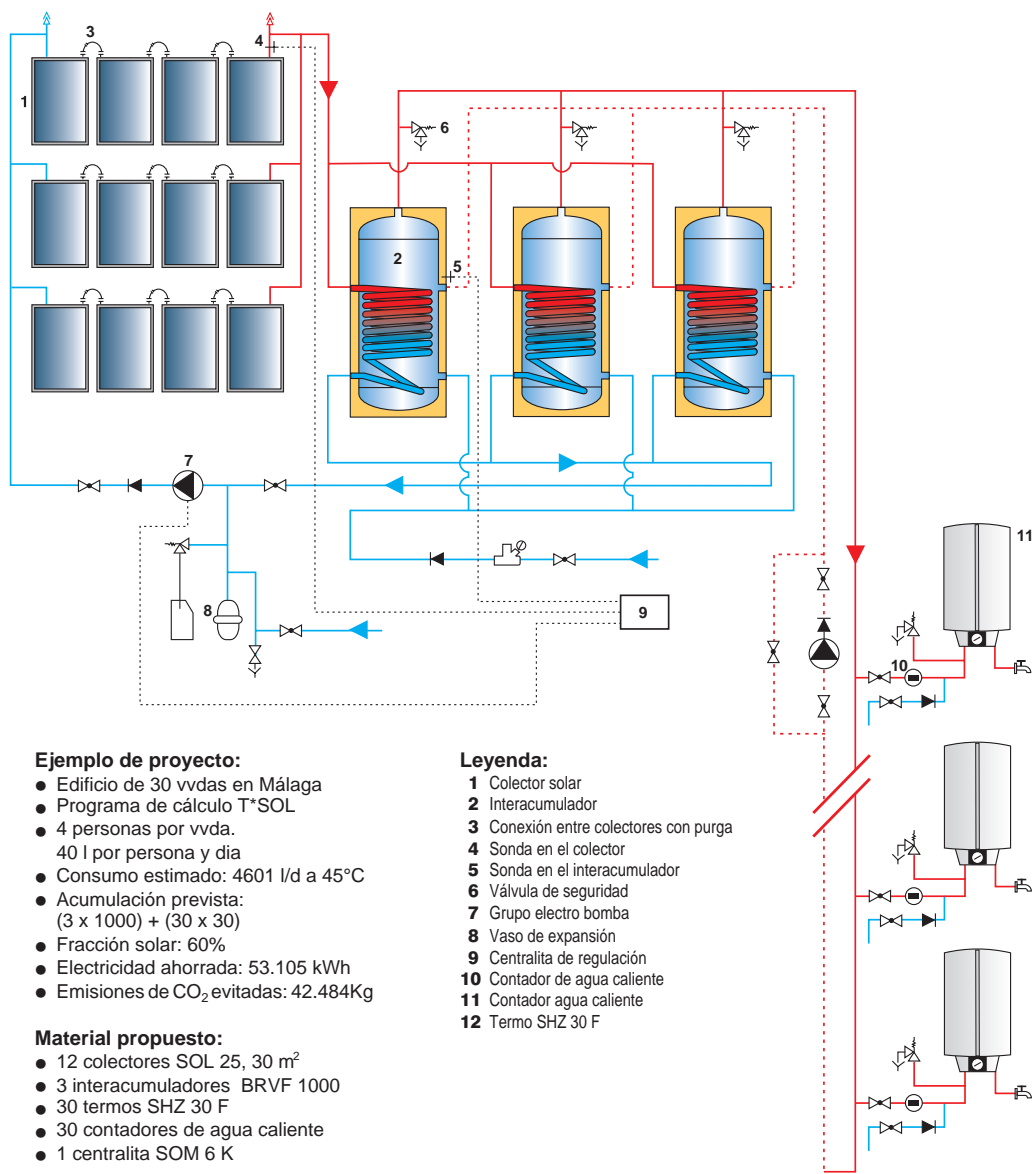 3
4
1
6
2
5
7
8
9
10
11
Ejemplo de proyecto:
● Edificio de 30 vvdas en Málaga
● Programa de cálculo T*SOL
● 4 personas por vvda.
40 l por persona y dia
● Consumo estimado: 4601 l/d a 45°C
● Acumulación prevista:
(3 x 1000) + (30 x 30)
● Fracción solar: 60%
● Electricidad ahorrada: 53.105 kWh
● Emisiones de CO₂ evitadas: 42.484Kg
Material propuesto:
● 12 colectores SOL 25, 30 m²
● 3 interacumuladores BRVF 1000
● 30 termos SHZ 30 F
● 30 contadores de agua caliente
● 1 centralita SOM 6 K
Leyenda:
1 Colector solar
2 Interacumulador
3 Conexión entre colectores con purga
4 Sonda en el colector
5 Sonda en el interacumulador
6 Válvula de seguridad
7 Grupo electro bomba
8 Vaso de expansión
9 Centralita de regulación
10 Contador de agua caliente
11 Contador agua caliente
12 Termo SHZ 30 F